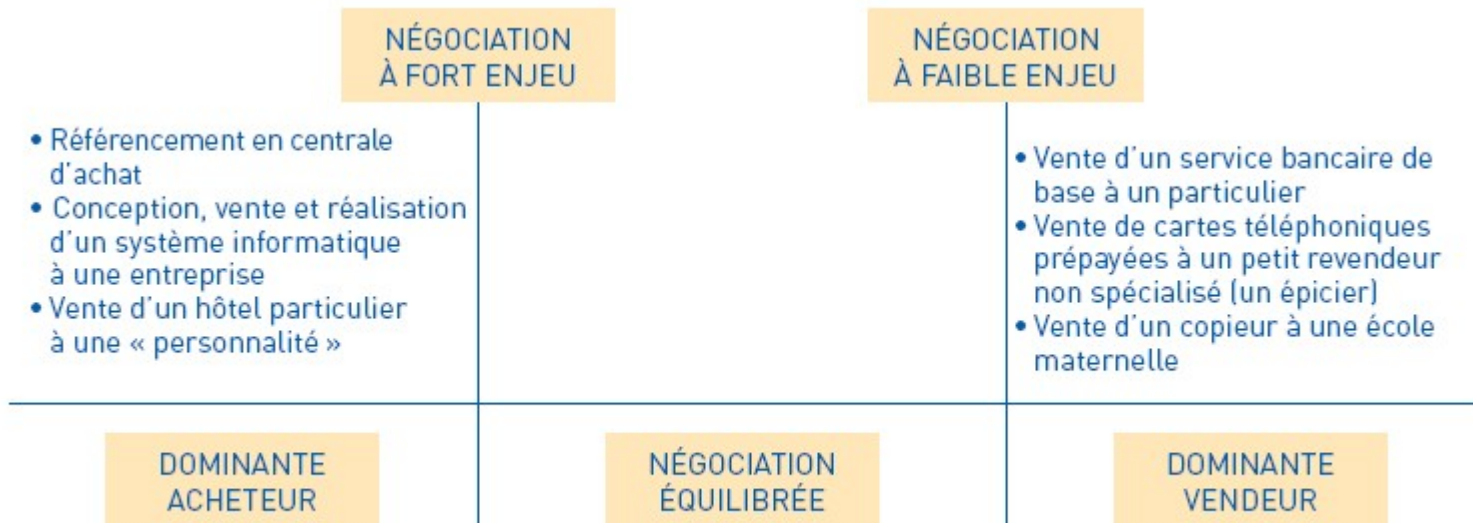 NÉGOCIATION
À FORT ENJEU
NÉGOCIATION
À FAIBLE ENJEU
• Référencement en centrale
d'achat
• Conception, vente et réalisation
d'un système informatique
à une entreprise
• Vente d'un hôtel particulier
à une « personnalité »
• Vente d'un service bancaire de
base à un particulier
• Vente de cartes téléphoniques
prépayées à un petit revendeur
non spécialisé (un épicier)
• Vente d'un copieur à une école
maternelle
DOMINANTE
ACHETEUR
NÉGOCIATION
ÉQUILIBRÉE
DOMINANTE
VENDEUR